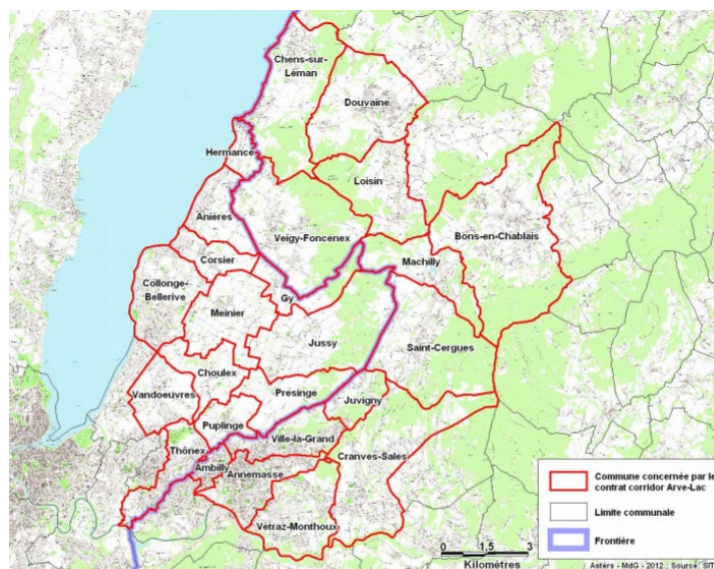 Chens-sur-
Léman
Douvaine
Hermance
Loisin
Anières
Veigy-Foncenex
Bons-en-Chablais
Corsier
Machilly
Collonge-
Bellerive
Gy
Meinier
Jussy
Saint-Cergues
Choulex
Vandoeuvres
Presinge
Juvigny
Puplinge
Ville-la-Grand
Thônex
Cranves-Sales
Ambilly
Annemasse
Vetraz-Monthoux
Commune concernée par le
contrat corridor Arve-Lac
Limite communale
Frontière
0 1,5 3
Kilomètres
Astérs - MdG - 2012 ; Source: SIT